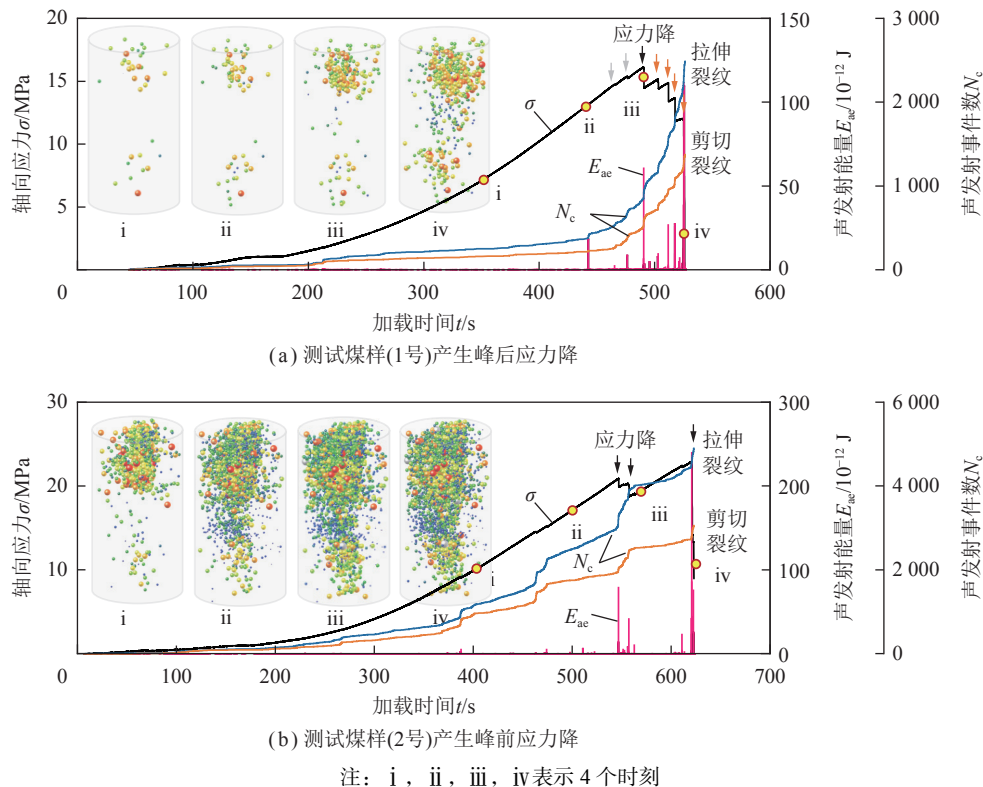 20
15
10
5
轴向应力σ/MPa
i
ii
iii
iv
σ
i
ii
应力降
iii
拉伸
裂纹
剪切
裂纹
E_ae
N_c
iv
150
100
50
0
声发射能量E_ae/10⁻¹² J
3 000
2 000
1 000
0
声发射事件数N_c
0 100 200 300 400 500 600
加载时间t/s
(a) 测试煤样(1号)产生峰后应力降
30
20
10
轴向应力σ/MPa
i
ii
iii
iv
σ
i
ii
应力降
iii
拉伸
裂纹
剪切
裂纹
N_c
E_ae
iv
300
200
100
0
声发射能量E_ae/10⁻¹² J
6 000
4 000
2 000
0
声发射事件数N_c
0 100 200 300 400 500 600 700
加载时间t/s
(b) 测试煤样(2号)产生峰前应力降
注: ⅰ, ⅱ, ⅲ, ⅳ表示 4 个时刻